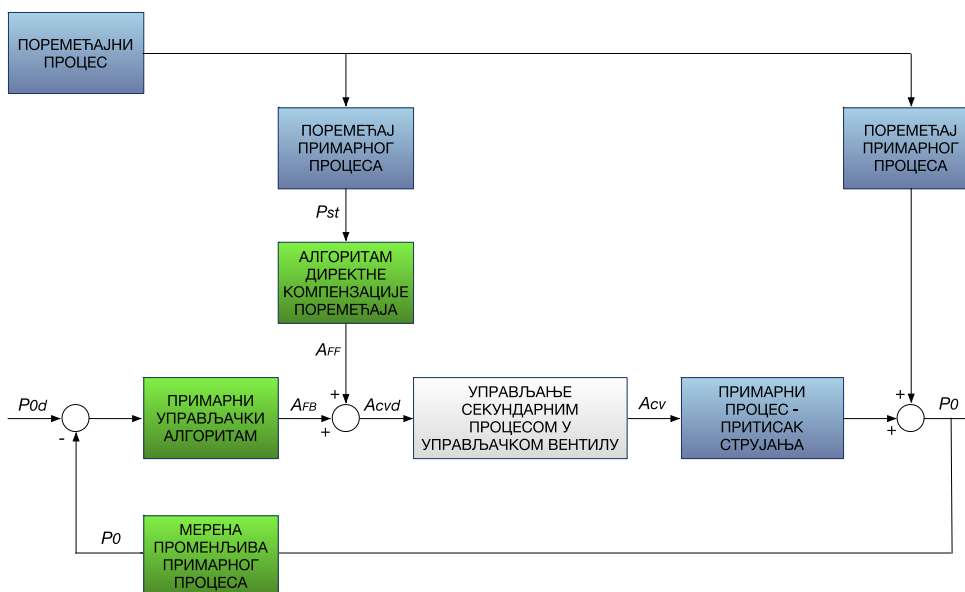 ПОРЕМЕЋАЈНИ
ПРОЦЕС
ПОРЕМЕЋАЈ
ПРИМАРНОГ
ПРОЦЕСА
ПОРЕМЕЋАЈ
ПРИМАРНОГ
ПРОЦЕСА
Pst
АЛГОРИТАМ
ДИРЕКТНЕ
КОМПЕНЗАЦИЈЕ
ПОРЕМЕЋАЈА
AFF
P0d
-
ПРИМАРНИ
УПРАВЉАЧКИ
АЛГОРИТАМ
AFB
+
+
Acvd
УПРАВЉАЊЕ
СЕКУНДАРНИМ
ПРОЦЕСОМ У
УПРАВЉАЧКОМ ВЕНТИЛУ
Acv
ПРИМАРНИ
ПРОЦЕС -
ПРИТИСАК
СТРУЈАЊА
+
+
P0
P0
МЕРЕНА
ПРОМЕНЉИВА
ПРИМАРНОГ
ПРОЦЕСА